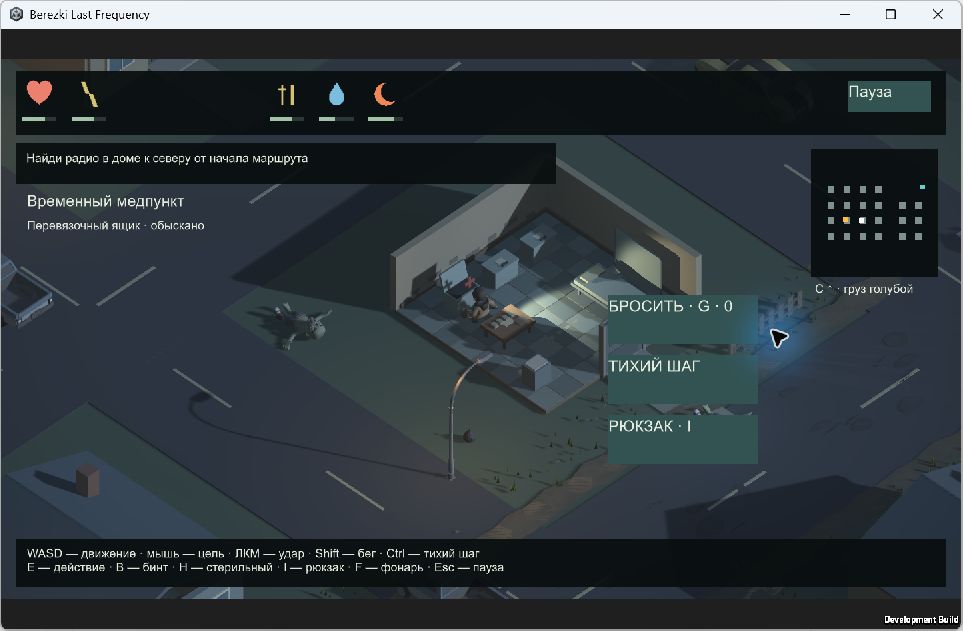 Berezki Last Frequency
Пауза
Найди радио в доме к северу от начала маршрута
Временный медпункт
Перевязочный ящик · обыскано
С ^ · груз голубой
БРОСИТЬ · G · 0
ТИХИЙ ШАГ
РЮКЗАК · I
WASD — движение · мышь — цель · ЛКМ — удар · Shift — бег · Ctrl — тихий шаг
E — действие · B — бинт · H — стерильный · I — рюкзак · F — фонарь · Esc — пауза
Development Build